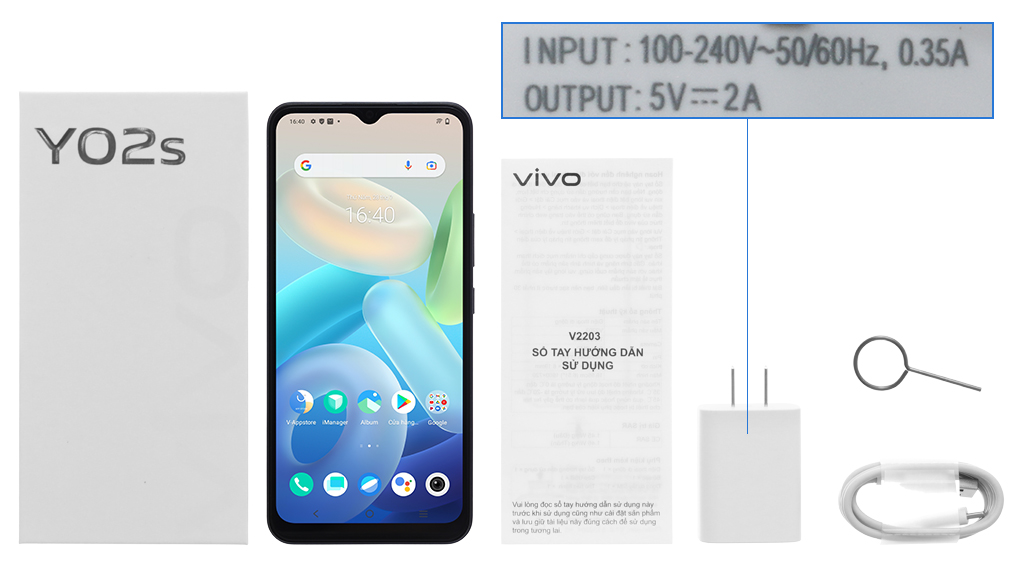 Y02s
16:40
16:40
V-Appstore
iManager
Album
Cửa hàng...
Google
INPUT: 100-240V~50/60Hz, 0.35A
OUTPUT: 5V⎓2A
vivo
V2203
SỔ TAY HƯỚNG DẪN
SỬ DỤNG
Vui lòng đọc sổ tay hướng dẫn sử dụng này
trước khi sử dụng cũng như cài đặt sản phẩm
và lưu giữ tài liệu này đúng cách để sử dụng
trong tương lai.